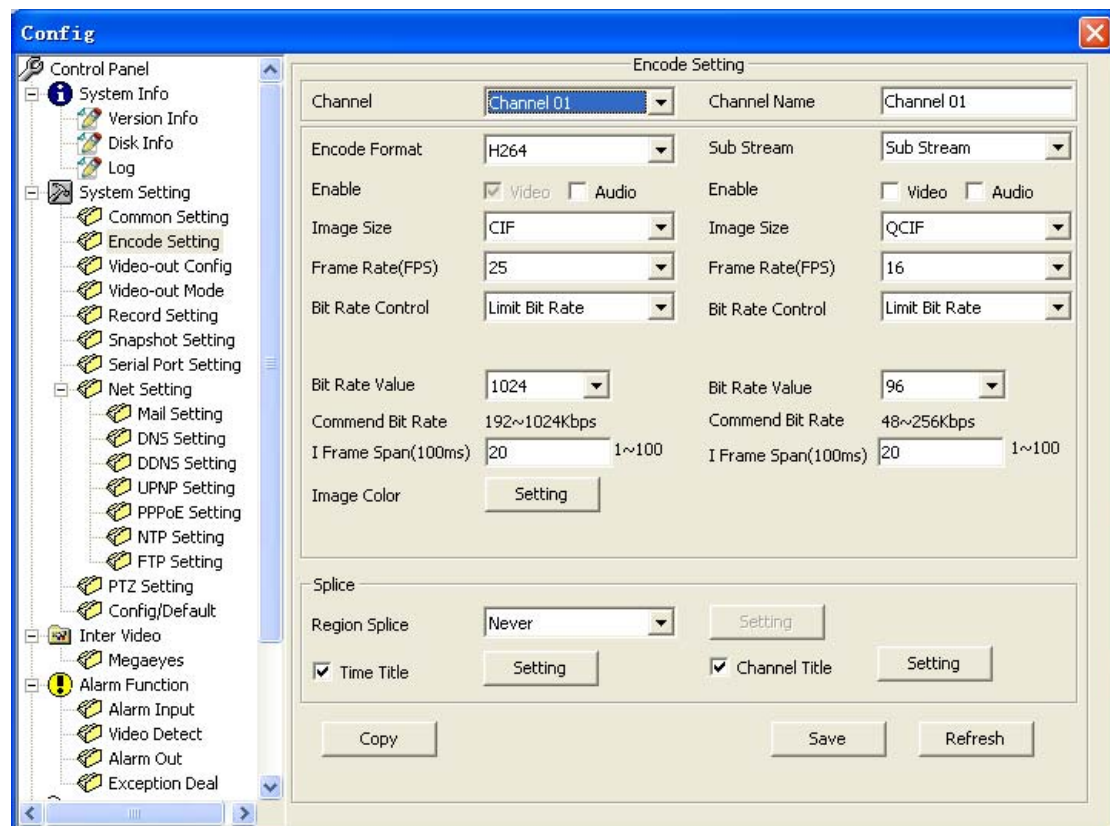 Config
Control Panel
System Info
Version Info
Disk Info
Log
System Setting
Common Setting
Encode Setting
Video-out Config
Video-out Mode
Record Setting
Snapshot Setting
Serial Port Setting
Net Setting
Mail Setting
DNS Setting
DDNS Setting
UPNP Setting
PPPoE Setting
NTP Setting
FTP Setting
PTZ Setting
Config/Default
Inter Video
Megaeyes
Alarm Function
Alarm Input
Video Detect
Alarm Out
Exception Deal
Encode Setting
Channel Channel 01 Channel Name Channel 01
Encode Format H264 Sub Stream Sub Stream
Enable Video Audio Enable Video Audio
Image Size CIF Image Size QCIF
Frame Rate(FPS) 25 Frame Rate(FPS) 16
Bit Rate Control Limit Bit Rate Bit Rate Control Limit Bit Rate
Bit Rate Value 1024 Bit Rate Value 96
Commend Bit Rate 192~1024Kbps Commend Bit Rate 48~256Kbps
I Frame Span(100ms) 20 1~100 I Frame Span(100ms) 20 1~100
Image Color Setting
Splice
Region Splice Never Setting
Time Title Setting Channel Title Setting
Copy Save Refresh